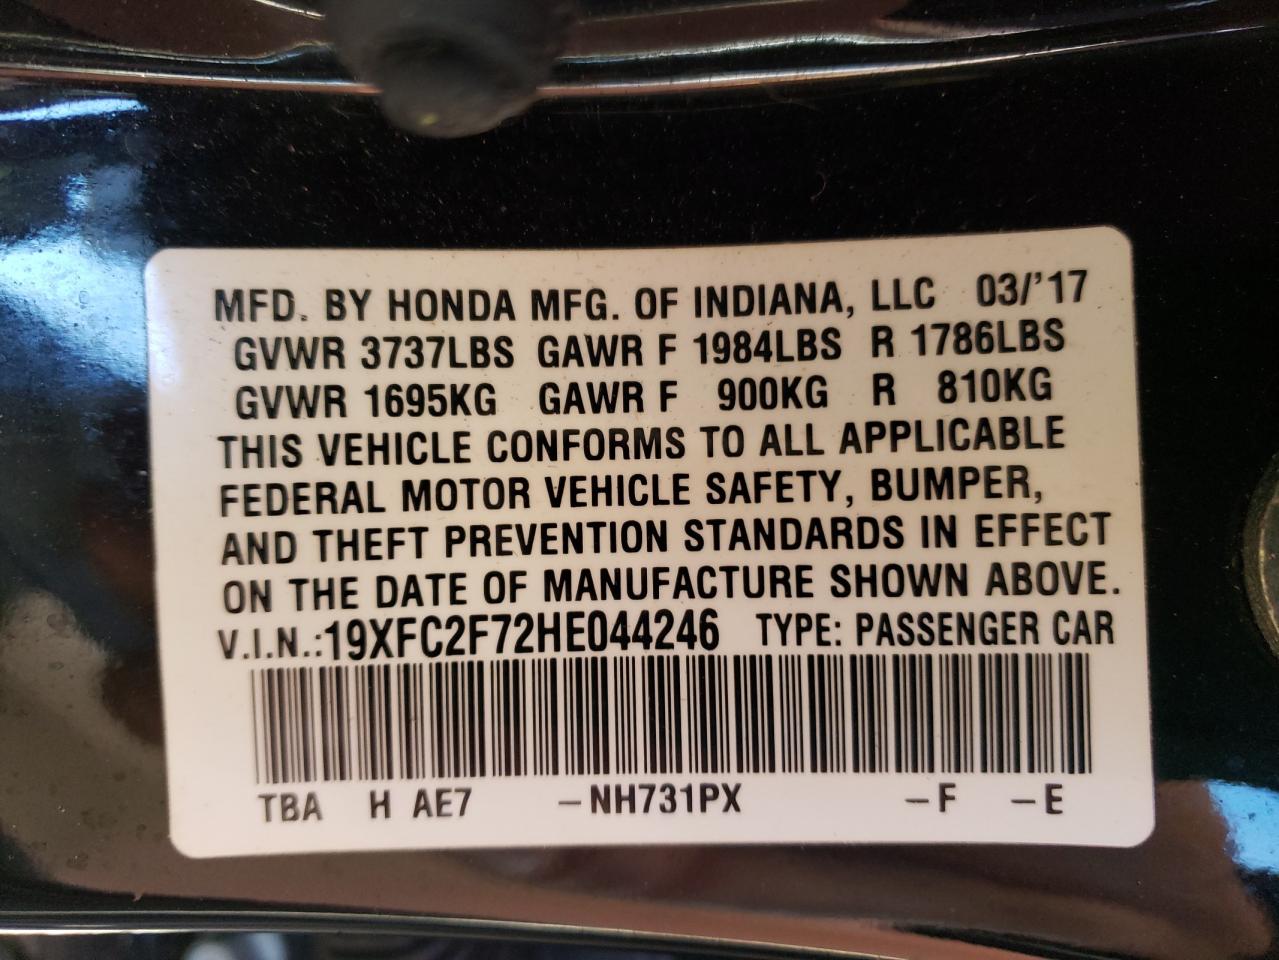 MFD. BY HONDA MFG. OF INDIANA, LLC 03/'17
GVWR 3737LBS GAWR F 1984LBS R 1786LBS
GVWR 1695KG GAWR F 900KG R 810KG
THIS VEHICLE CONFORMS TO ALL APPLICABLE
FEDERAL MOTOR VEHICLE SAFETY, BUMPER,
AND THEFT PREVENTION STANDARDS IN EFFECT
ON THE DATE OF MANUFACTURE SHOWN ABOVE.
V.I.N.:19XFC2F72HE044246 TYPE: PASSENGER CAR
TBA H AE7 –NH731PX –F –E